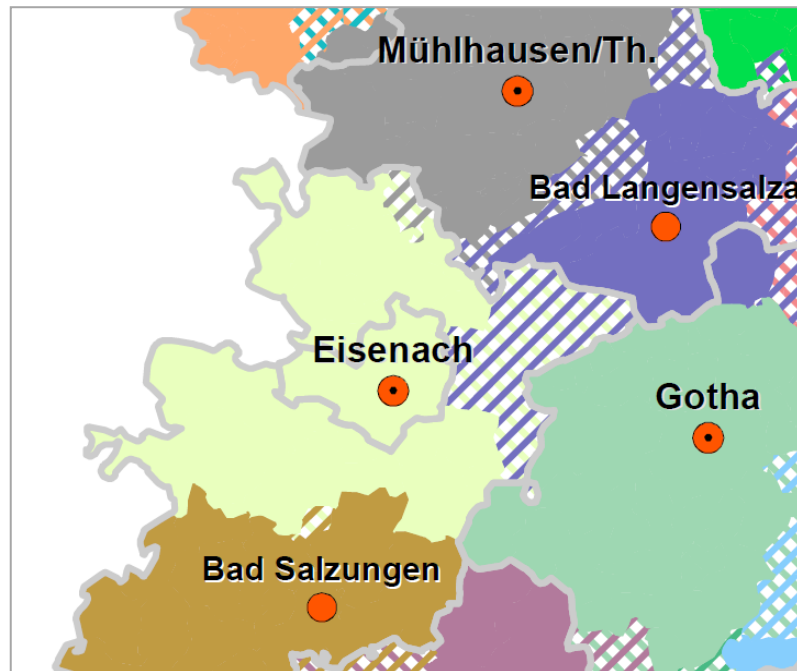 Mühlhausen/Th.
Bad Langensalza
Eisenach
Gotha
Bad Salzungen